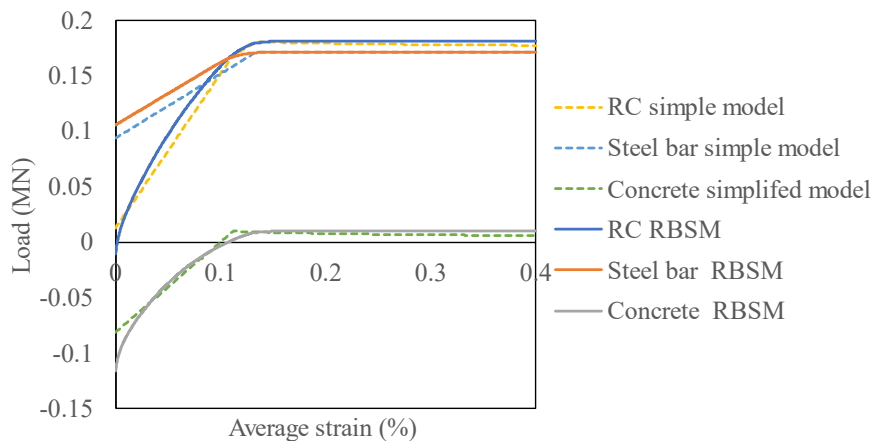 0.2
0.15
0.1
0.05
0
-0.05
-0.1
-0.15
0 0.1 0.2 0.3 0.4
Load (MN)
Average strain (%)
RC simple model
Steel bar simple model
Concrete simplifed model
RC RBSM
Steel bar RBSM
Concrete RBSM